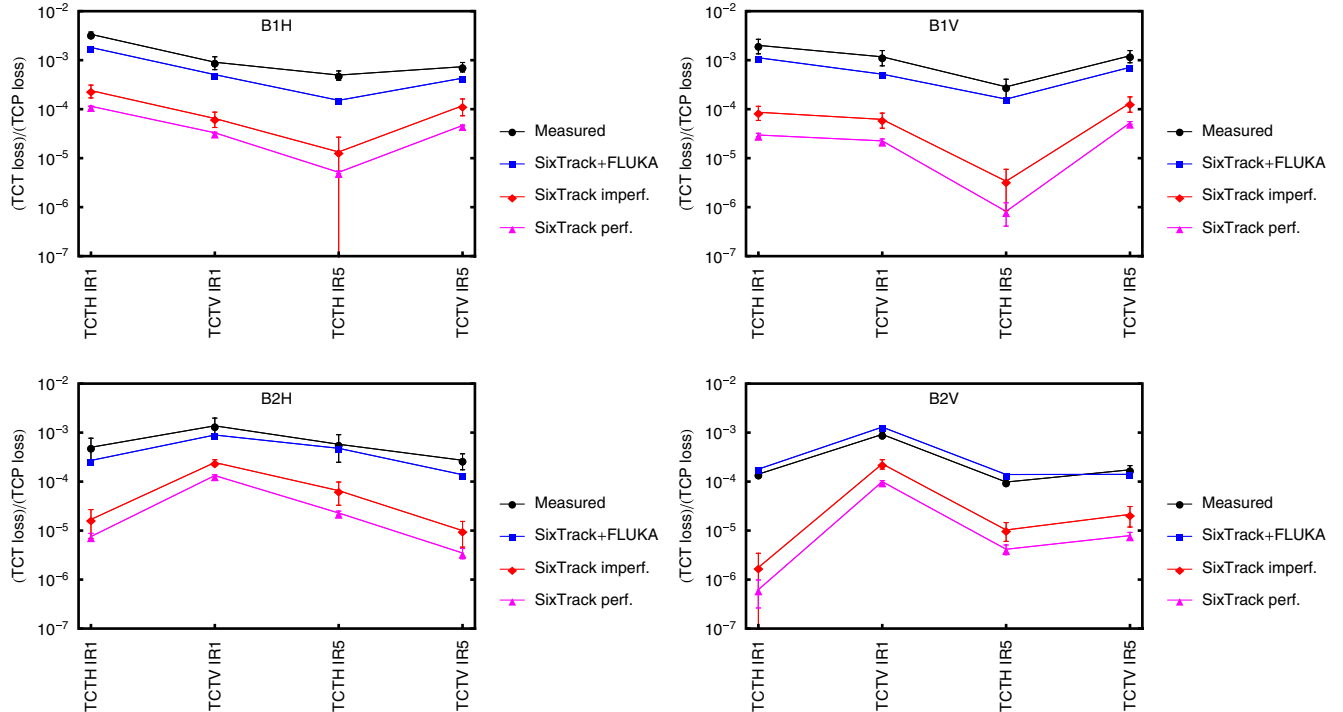 B1H
(TCT loss)/(TCP loss)
10⁻²
10⁻³
10⁻⁴
10⁻⁵
10⁻⁶
10⁻⁷
TCTH IR1
TCTV IR1
TCTH IR5
TCTV IR5
Measured
SixTrack+FLUKA
SixTrack imperf.
SixTrack perf.
B1V
(TCT loss)/(TCP loss)
10⁻²
10⁻³
10⁻⁴
10⁻⁵
10⁻⁶
10⁻⁷
TCTH IR1
TCTV IR1
TCTH IR5
TCTV IR5
Measured
SixTrack+FLUKA
SixTrack imperf.
SixTrack perf.
B2H
(TCT loss)/(TCP loss)
10⁻²
10⁻³
10⁻⁴
10⁻⁵
10⁻⁶
10⁻⁷
TCTH IR1
TCTV IR1
TCTH IR5
TCTV IR5
Measured
SixTrack+FLUKA
SixTrack imperf.
SixTrack perf.
B2V
(TCT loss)/(TCP loss)
10⁻²
10⁻³
10⁻⁴
10⁻⁵
10⁻⁶
10⁻⁷
TCTH IR1
TCTV IR1
TCTH IR5
TCTV IR5
Measured
SixTrack+FLUKA
SixTrack imperf.
SixTrack perf.